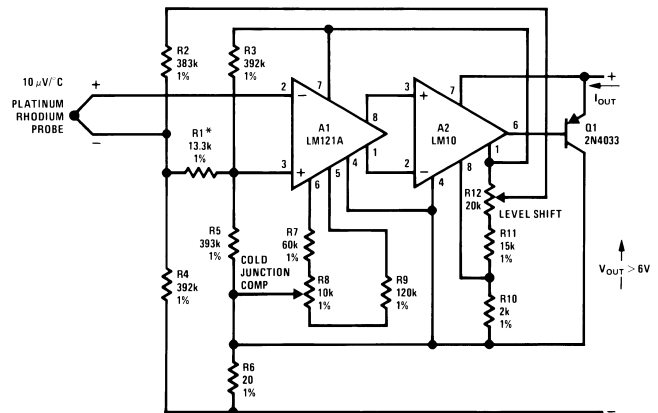 10 μV/°C
PLATINUM
RHODIUM
PROBE
+
−
R2
383k
1%
R3
392k
1%
R1*
13.3k
1%
R4
392k
1%
R5
393k
1%
COLD
JUNCTION
COMP
R6
20
1%
2
3
−
+
7
A1
LM121A
8
1
4
5
6
R7
60k
1%
R8
10k
1%
R9
120k
1%
3
2
+
−
7
A2
LM10
6
1
8
4
R12
20k
LEVEL SHIFT
R11
15k
1%
R10
2k
1%
+
IOUT
Q1
2N4033
VOUT > 6V
−